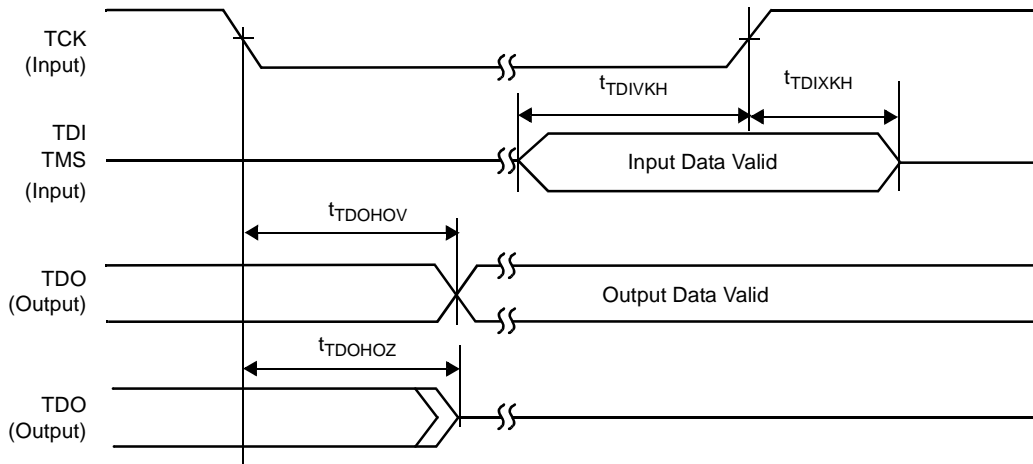 TCK
(Input)
tTDIVKH
tTDIXKH
TDI
TMS
(Input)
Input Data Valid
tTDOHOV
TDO
(Output)
Output Data Valid
tTDOHOZ
TDO
(Output)